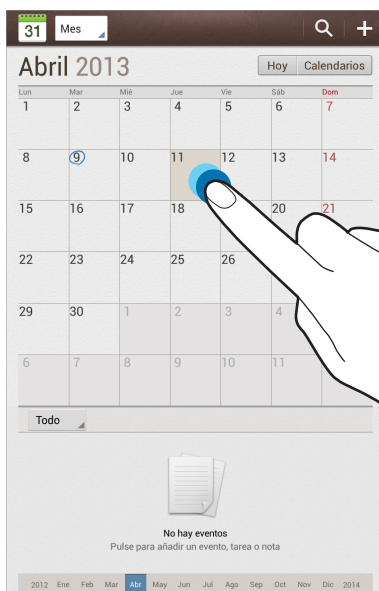 31 Mes
Abril 2013 Hoy Calendarios
Lun Mar Mié Jue Vie Sáb Dom
1 2 3 4 5 6 7
8 9 10 11 12 13 14
15 16 17 18 20 21
22 23 24 25 26
29 30 1 2 3 4
6 7 8 9 10 11
Todo
No hay eventos
Pulse para añadir un evento, tarea o nota
2012 Ene Feb Mar Abr May Jun Jul Ago Sep Oct Nov Dic 2014